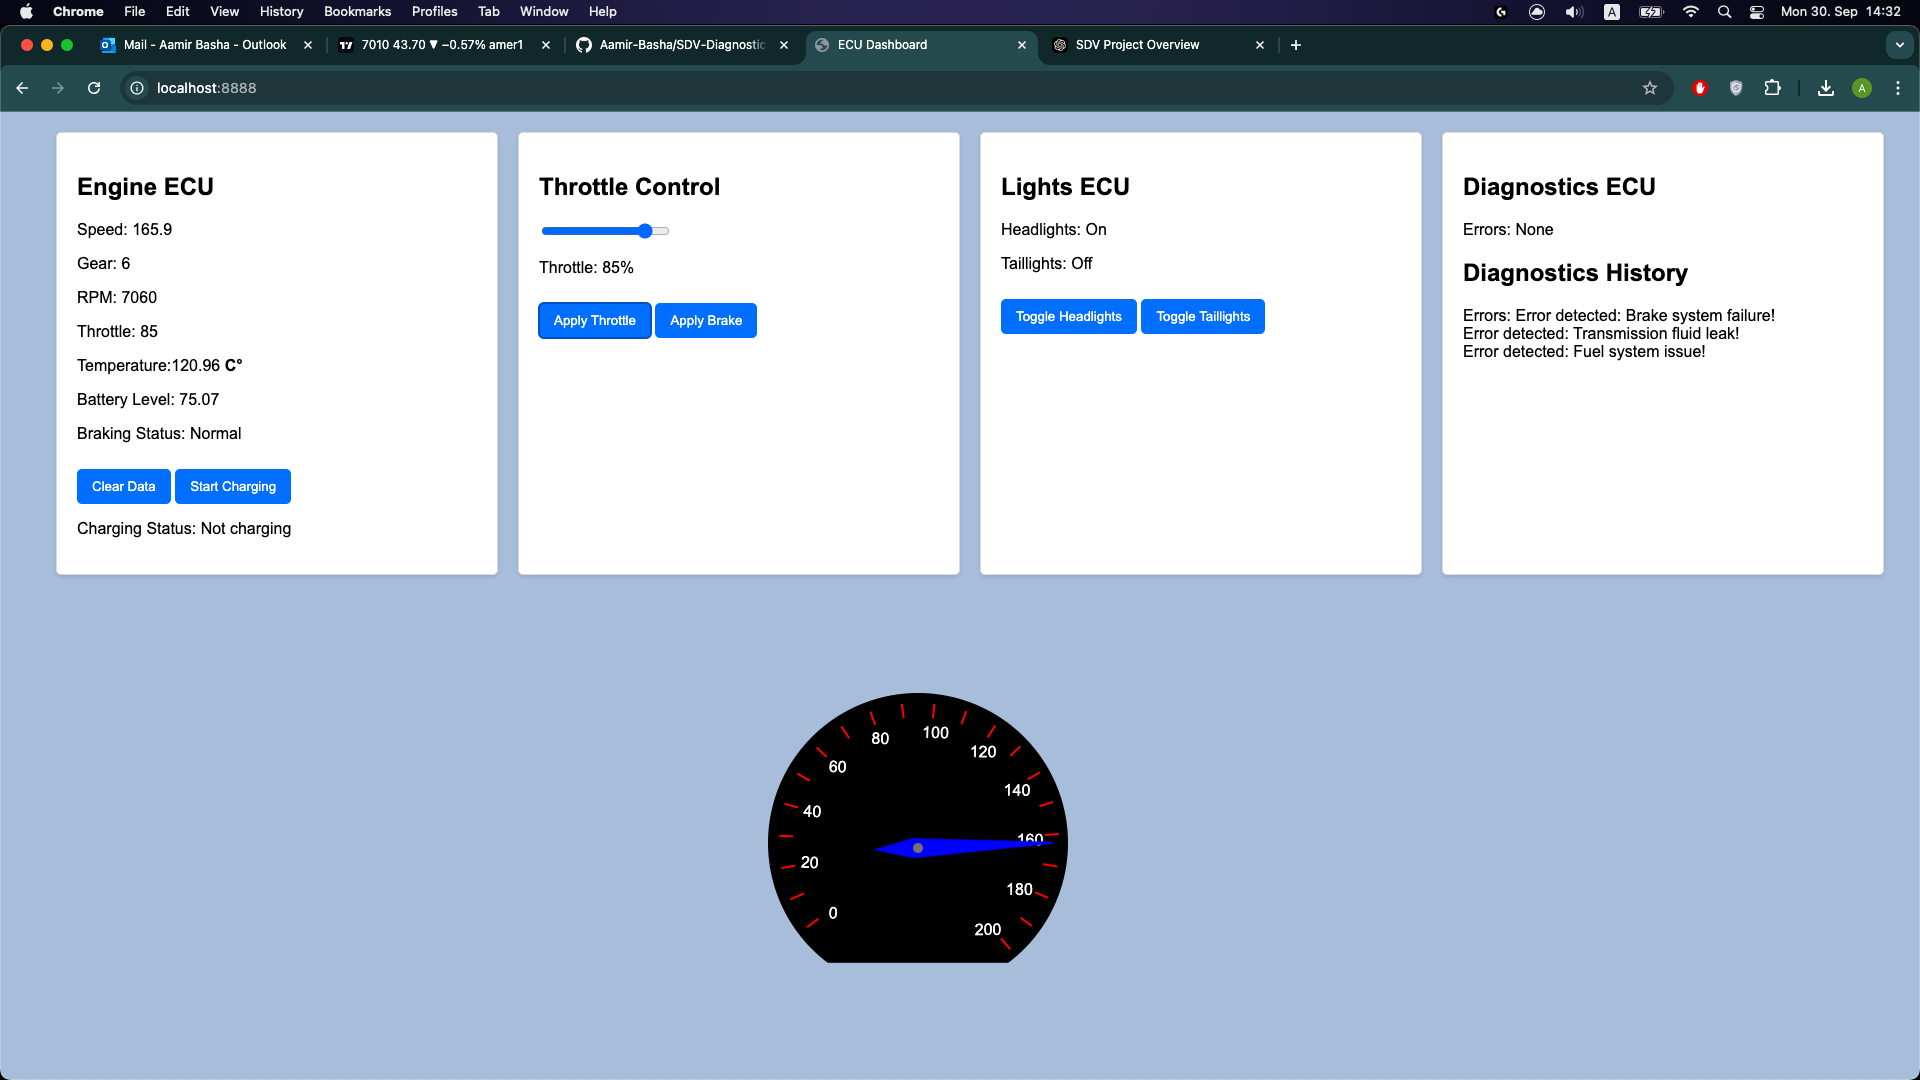 Chrome File Edit View History Bookmarks Profiles Tab Window Help A Mon 30. Sep 14:32
Mail - Aamir Basha - Outlook
7010 43.70 ▼ −0.57% amer1
Aamir-Basha/SDV-Diagnostic
ECU Dashboard
SDV Project Overview
localhost:8888
A
Engine ECU
Speed: 165.9
Gear: 6
RPM: 7060
Throttle: 85
Temperature:120.96 C°
Battery Level: 75.07
Braking Status: Normal
Clear Data Start Charging
Charging Status: Not charging
Throttle Control
Throttle: 85%
Apply Throttle Apply Brake
Lights ECU
Headlights: On
Taillights: Off
Toggle Headlights Toggle Taillights
Diagnostics ECU
Errors: None
Diagnostics History
Errors: Error detected: Brake system failure!
Error detected: Transmission fluid leak!
Error detected: Fuel system issue!
0
20
40
60
80
100
120
140
160
180
200